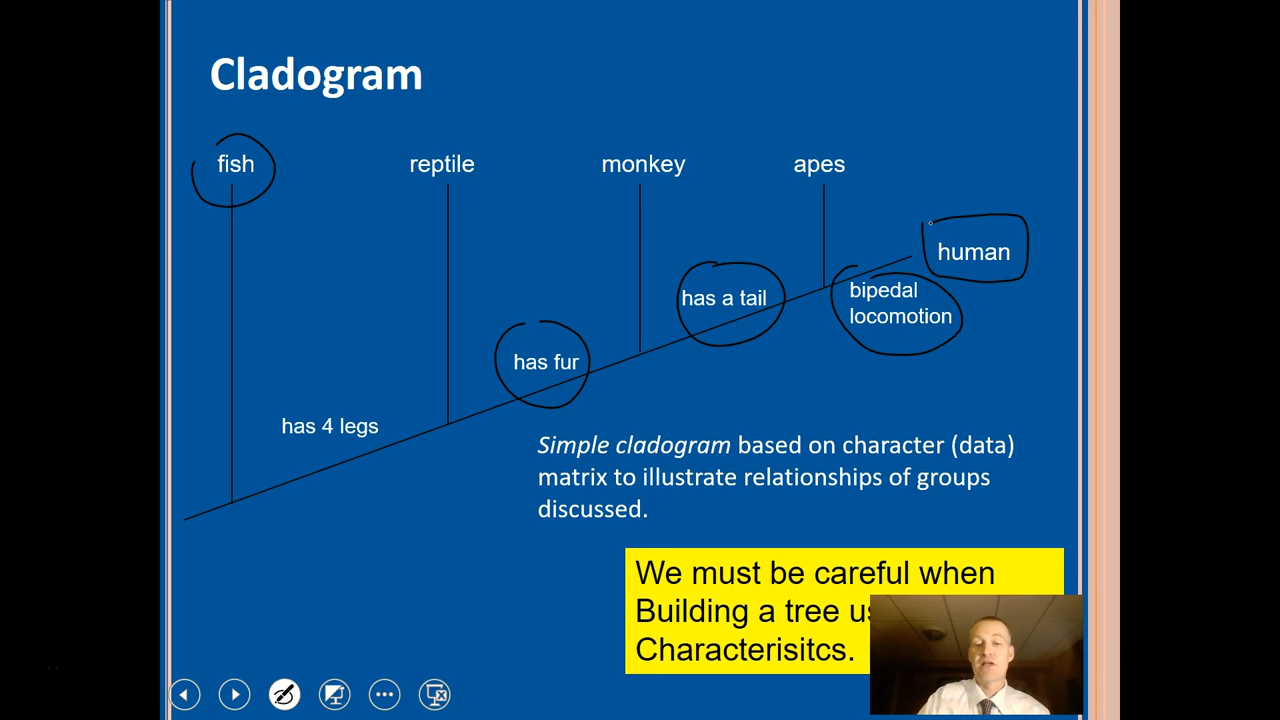 Cladogram
fish
reptile
monkey
apes
human
has a tail
bipedal
locomotion
has fur
has 4 legs
Simple cladogram based on character (data)
matrix to illustrate relationships of groups
discussed.
We must be careful when
Building a tree
Characterisitcs.